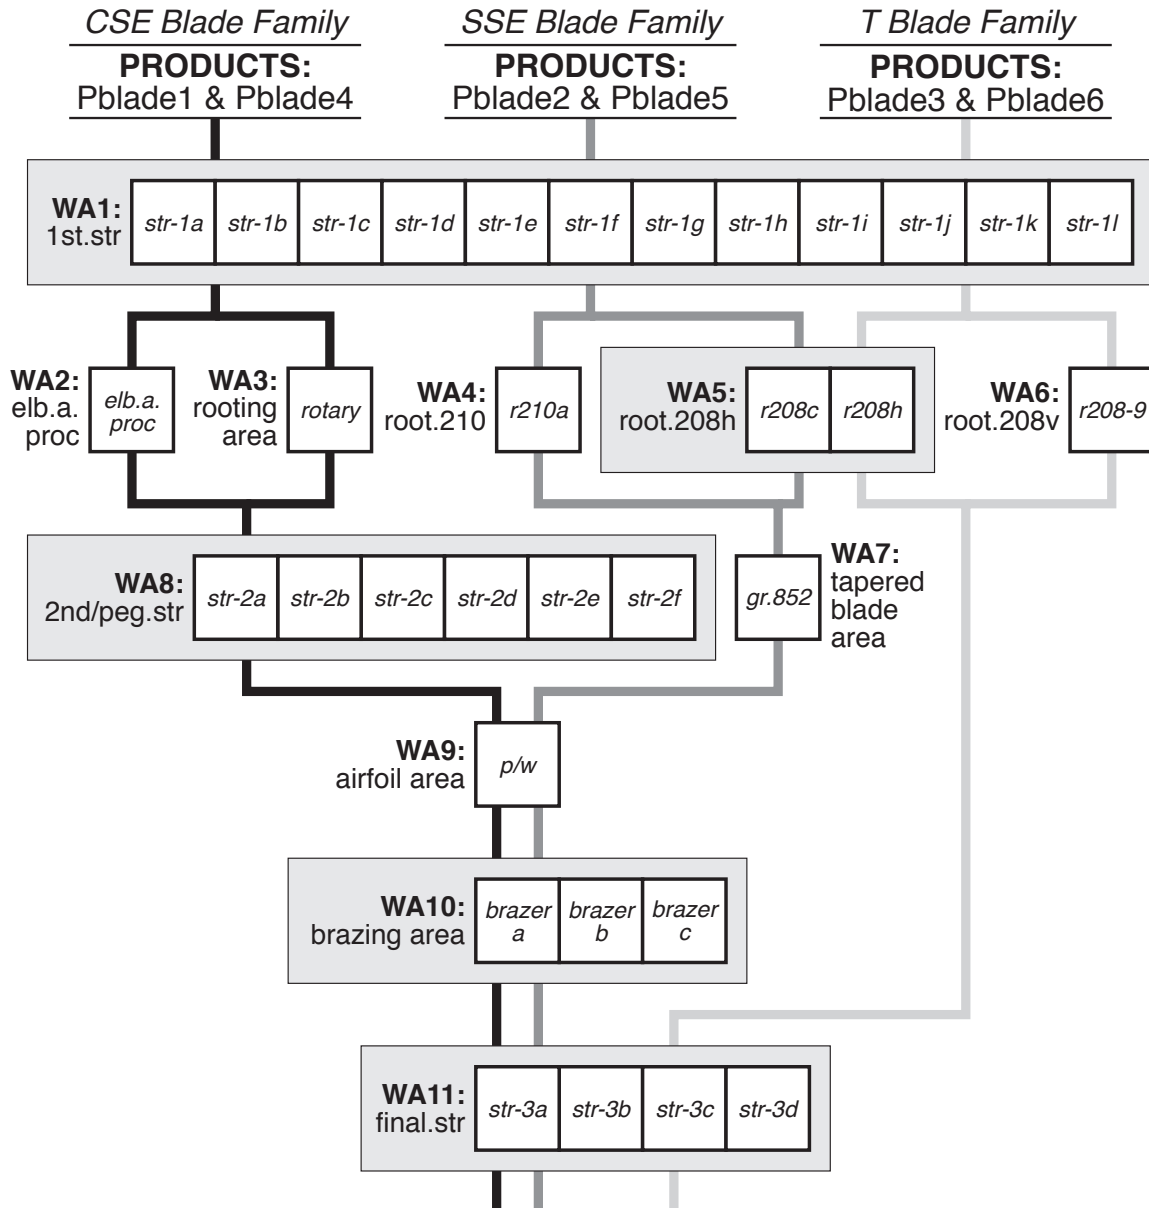 CSE Blade Family
PRODUCTS:
Pblade1 & Pblade4
SSE Blade Family
PRODUCTS:
Pblade2 & Pblade5
T Blade Family
PRODUCTS:
Pblade3 & Pblade6
WA1:
1st.str
str-1a
str-1b
str-1c
str-1d
str-1e
str-1f
str-1g
str-1h
str-1i
str-1j
str-1k
str-1l
WA2:
elb.a.
proc
elb.a.
proc
WA3:
rooting
area
rotary
WA4:
root.210
r210a
WA5:
root.208h
r208c
r208h
WA6:
root.208v
r208-9
WA8:
2nd/peg.str
str-2a
str-2b
str-2c
str-2d
str-2e
str-2f
gr.852
WA7:
tapered
blade
area
WA9:
airfoil area
p/w
WA10:
brazing area
brazer
a
brazer
b
brazer
c
WA11:
final.str
str-3a
str-3b
str-3c
str-3d